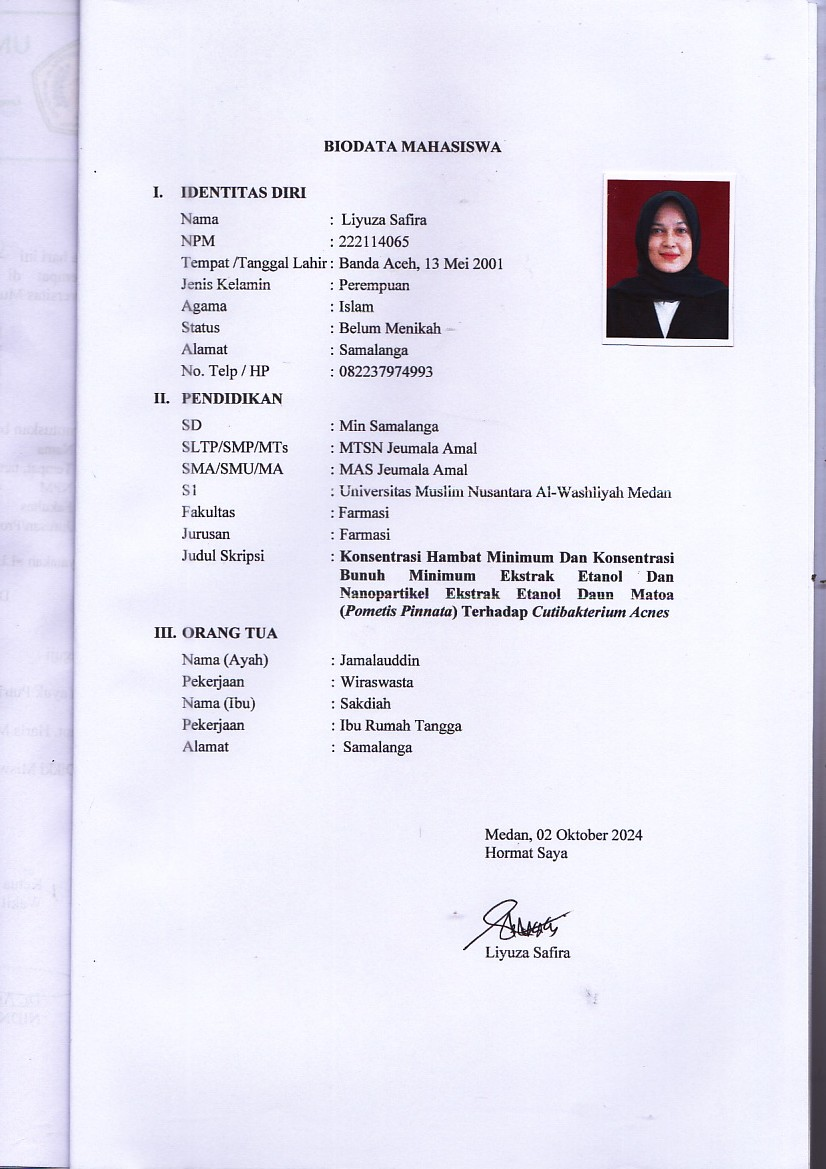 BIODATA MAHASISWA
I. IDENTITAS DIRI
Nama : Liyuza Safira
NPM : 222114065
Tempat /Tanggal Lahir : Banda Aceh, 13 Mei 2001
Jenis Kelamin : Perempuan
Agama : Islam
Status : Belum Menikah
Alamat : Samalanga
No. Telp / HP : 082237974993
II. PENDIDIKAN
SD : Min Samalanga
SLTP/SMP/MTs : MTSN Jeumala Amal
SMA/SMU/MA : MAS Jeumala Amal
S1 : Universitas Muslim Nusantara Al-Washliyah Medan
Fakultas : Farmasi
Jurusan : Farmasi
Judul Skripsi : Konsentrasi Hambat Minimum Dan Konsentrasi
Bunuh Minimum Ekstrak Etanol Dan
Nanopartikel Ekstrak Etanol Daun Matoa
(Pometis Pinnata) Terhadap Cutibakterium Acnes
III. ORANG TUA
Nama (Ayah) : Jamalauddin
Pekerjaan : Wiraswasta
Nama (Ibu) : Sakdiah
Pekerjaan : Ibu Rumah Tangga
Alamat : Samalanga
Medan, 02 Oktober 2024
Hormat Saya
Liyuza Safira